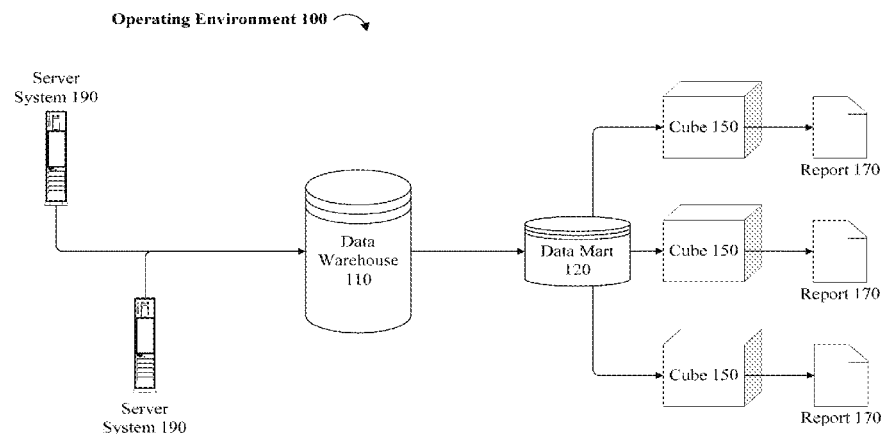 Operating Environment 100
Server
System 190
Cube 150
Report 170
Data
Warehouse
110
Data Mart
120
Cube 150
Report 170
Server
System 190
Cube 150
Report 170